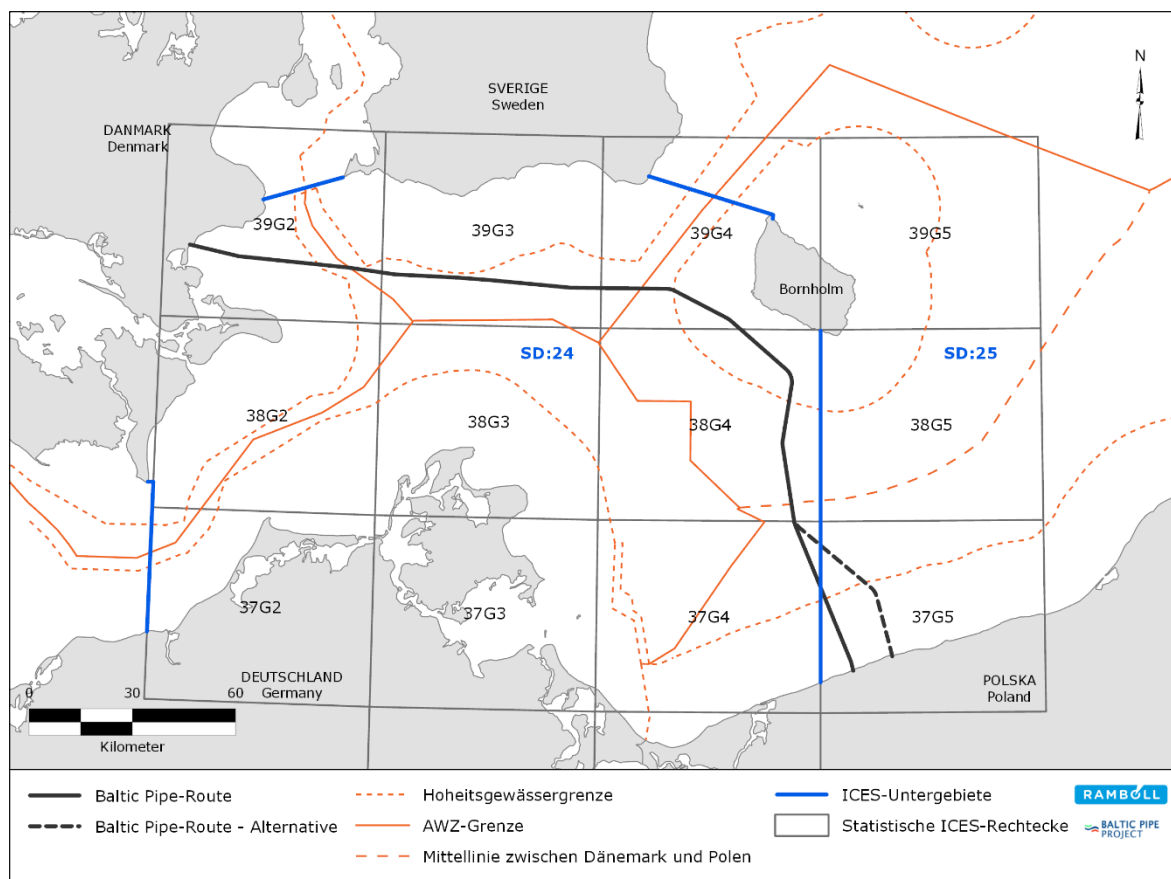 N
SVERIGE
Sweden
DANMARK
Denmark
39G2
39G3
39G4
39G5
Bornholm
SD:24
SD:25
38G2
38G3
38G4
38G5
37G2
37G3
37G4
37G5
DEUTSCHLAND
Germany
POLSKA
Poland
0 30 60
Kilometer
Baltic Pipe-Route
Baltic Pipe-Route - Alternative
Hoheitsgewässergrenze
AWZ-Grenze
Mittellinie zwischen Dänemark und Polen
ICES-Untergebiete
Statistische ICES-Rechtecke
RAMBOLL
BALTIC PIPE
PROJECT